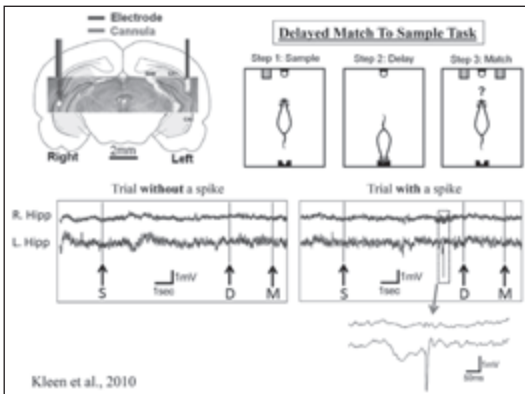 Electrode
Cannula
Right
2mm
Left
Delayed Match To Sample Task
Step 1: Sample
Step 2: Delay
Step 3: Match
?
Trial without a spike
Trial with a spike
R. Hipp
L. Hipp
S
1mV
1sec
D
M
S
1mV
1sec
D
M
1mV
50ms
Kleen et al., 2010